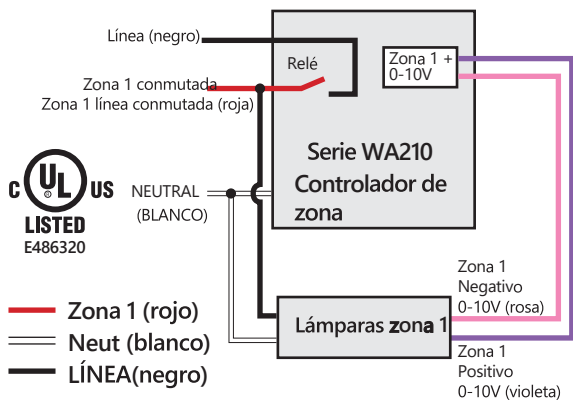 Línea (negro)
Relé
Zona 1 +
0-10V
Zona 1 conmutada
Zona 1 línea conmutada (roja)
Serie WA210
Controlador de
zona
C UL US
®
LISTED
E486320
NEUTRAL
(BLANCO)
Zona 1
Negativo
0-10V (rosa)
Lámparas zona 1
Zona 1 (rojo)
Neut (blanco)
LÍNEA(negro)
Zona 1
Positivo
0-10V (violeta)